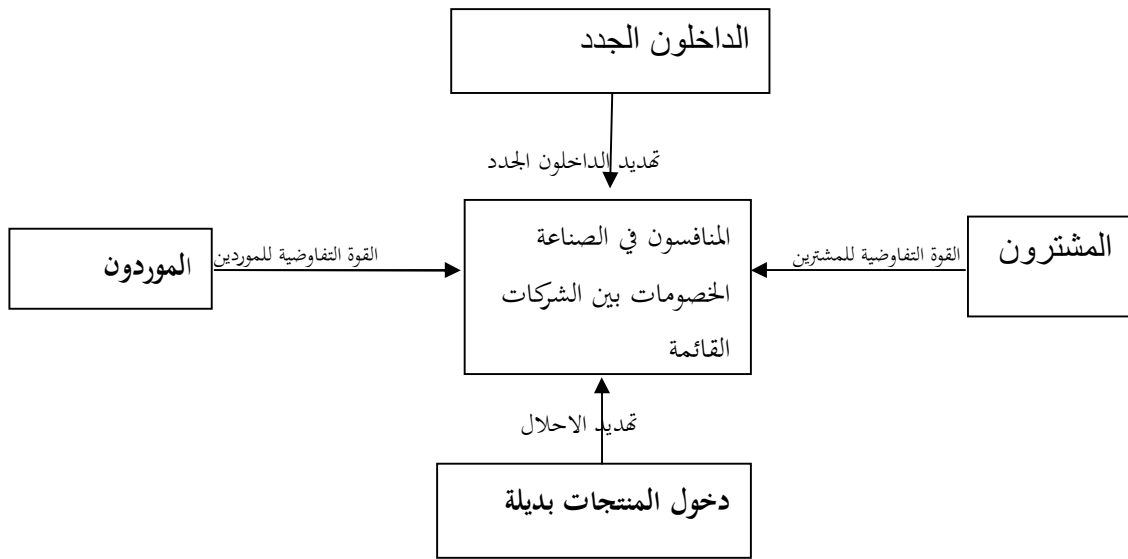 الداخلون الجدد
تهديد الداخلون الجدد
المشترون
القوة التفاوضية للمشترين
المنافسون في الصناعة
الخصومات بين الشركات
القائمة
القوة التفاوضية للموردين
الموردون
تهديد الاحلال
دخول المنتجات بديلة